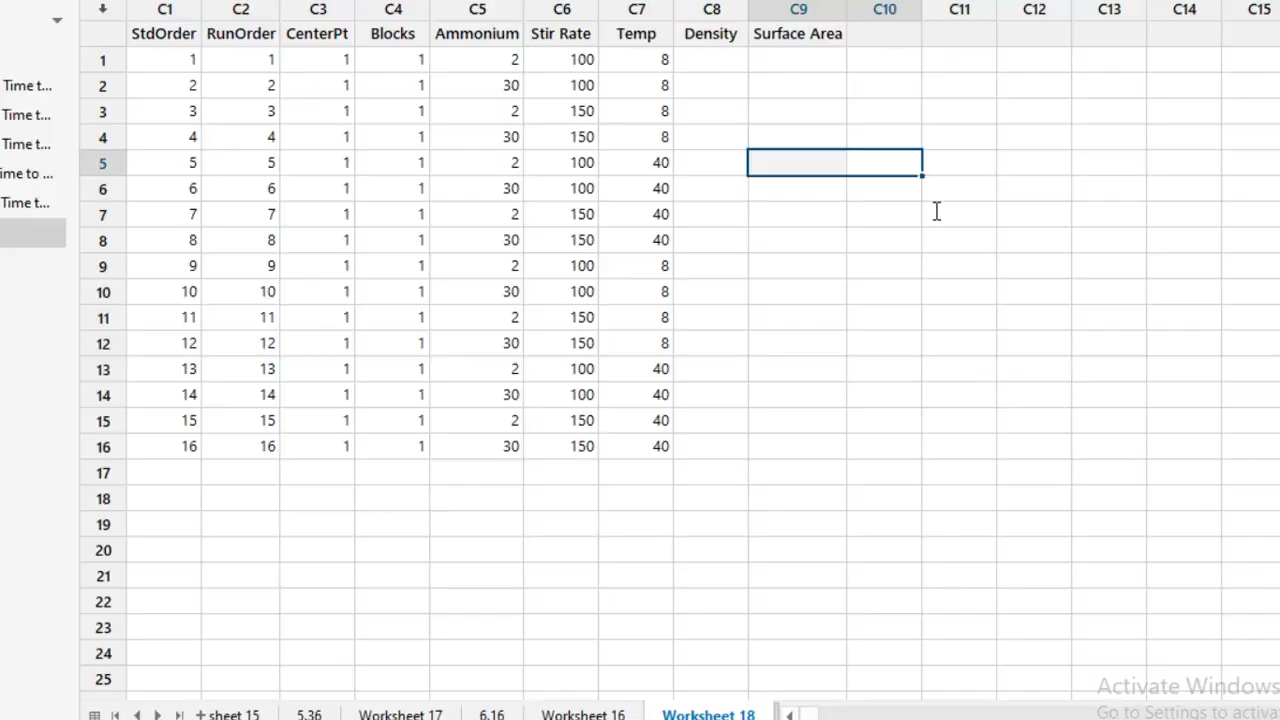 C1 C2 C3 C4 C5 C6 C7 C8 C9 C10 C11 C12 C13 C14 C15
StdOrder RunOrder CenterPt Blocks Ammonium Stir Rate Temp Density Surface Area
1 1 1 1 1 2 100 8
Time t... 2 2 2 1 1 30 100 8
Time t... 3 3 3 1 1 2 150 8
Time t... 4 4 4 1 1 30 150 8
ime to ... 5 5 5 1 1 2 100 40
Time t... 6 6 6 1 1 30 100 40
7 7 7 1 1 2 150 40
8 8 8 1 1 30 150 40
9 9 9 1 1 2 100 8
10 10 10 1 1 30 100 8
11 11 11 1 1 2 150 8
12 12 12 1 1 30 150 8
13 13 13 1 1 2 100 40
14 14 14 1 1 30 100 40
15 15 15 1 1 2 150 40
16 16 16 1 1 30 150 40
17
18
19
20
21
22
23
24
25
Activate Windows
Go to Settings to activa
sheet 15 5.36 Worksheet 17 6.16 Worksheet 16 Worksheet 18